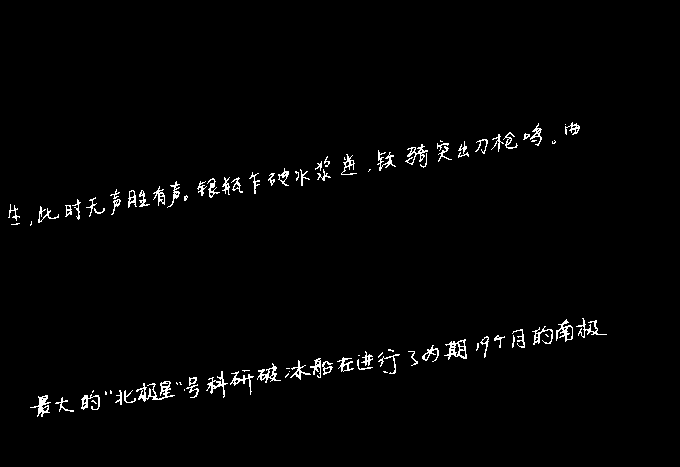 生,此时无声胜有声。银瓶乍破水浆迸,铁骑突出刀枪鸣。曲
最大的"北极星"号科研破冰船在进行了为期19个月的南极